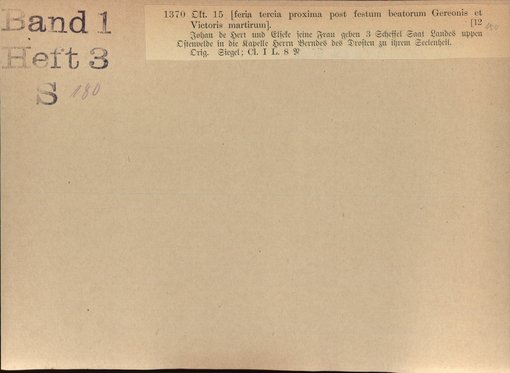 Band 1
Heft 3
S 180
1370 Okt. 15 [feria tercia proxima post festum beatorum Gereonis et
Victoris martirum]. [12
Johan de Hert und Elseke seine Frau geben 3 Scheffel Saat Landes uppen
Ostenvelde in die Kapelle Herrn Berndes des Drosten zu ihrem Seelenheil.
Orig. Siegel; Cl. I L. 8 N